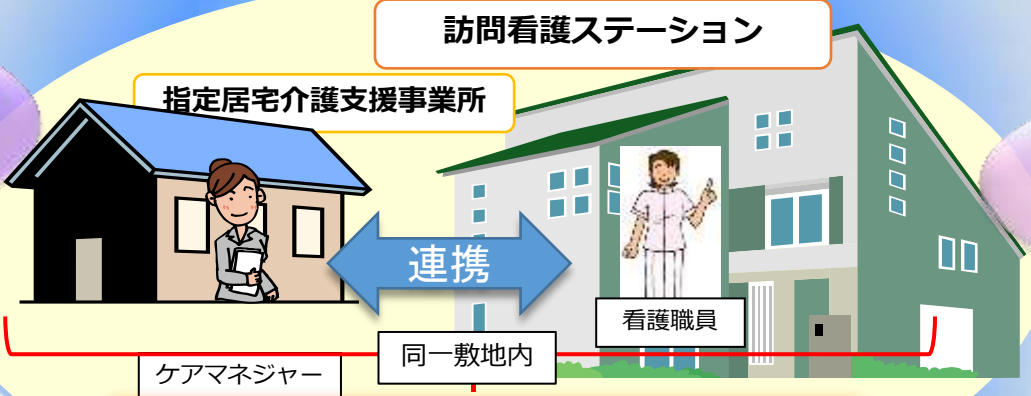 訪問看護ステーション
指定居宅介護支援事業所
連携
看護職員
同一敷地内
ケアマネジャー